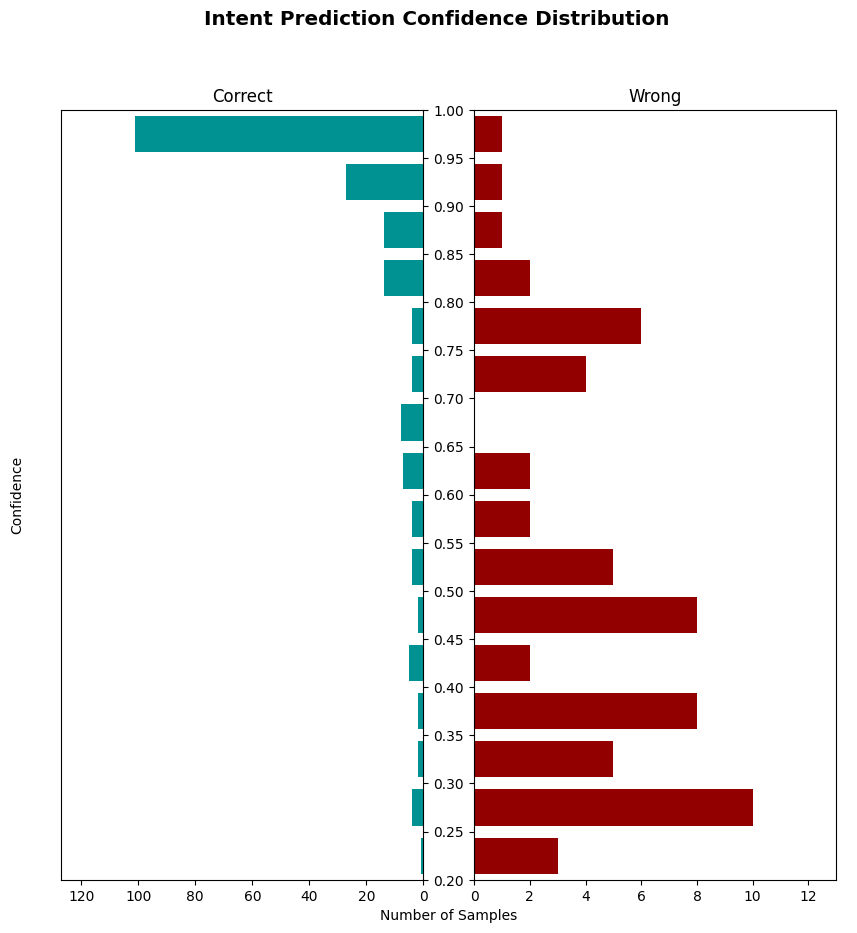 Intent Prediction Confidence Distribution
Correct
Wrong
1.00
0.95
0.90
0.85
0.80
0.75
0.70
0.65
0.60
0.55
0.50
0.45
0.40
0.35
0.30
0.25
0.20
Confidence
120 100 80 60 40 20 0
0 2 4 6 8 10 12
Number of Samples